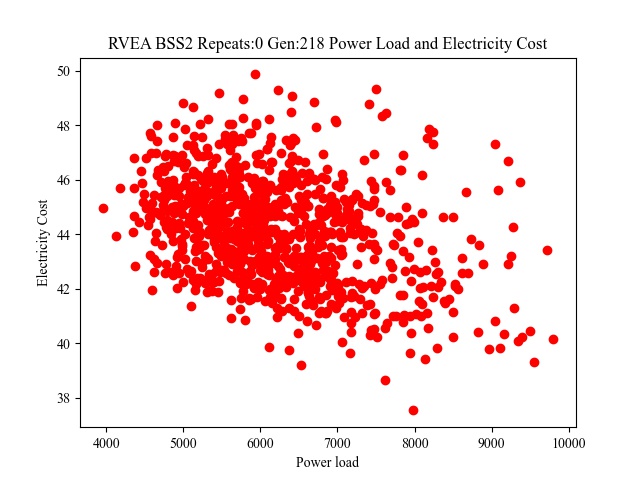 RVEA BSS2 Repeats:0 Gen:218 Power Load and Electricity Cost
50
48
46
44
42
40
38
Electricity Cost
4000 5000 6000 7000 8000 9000 10000
Power load